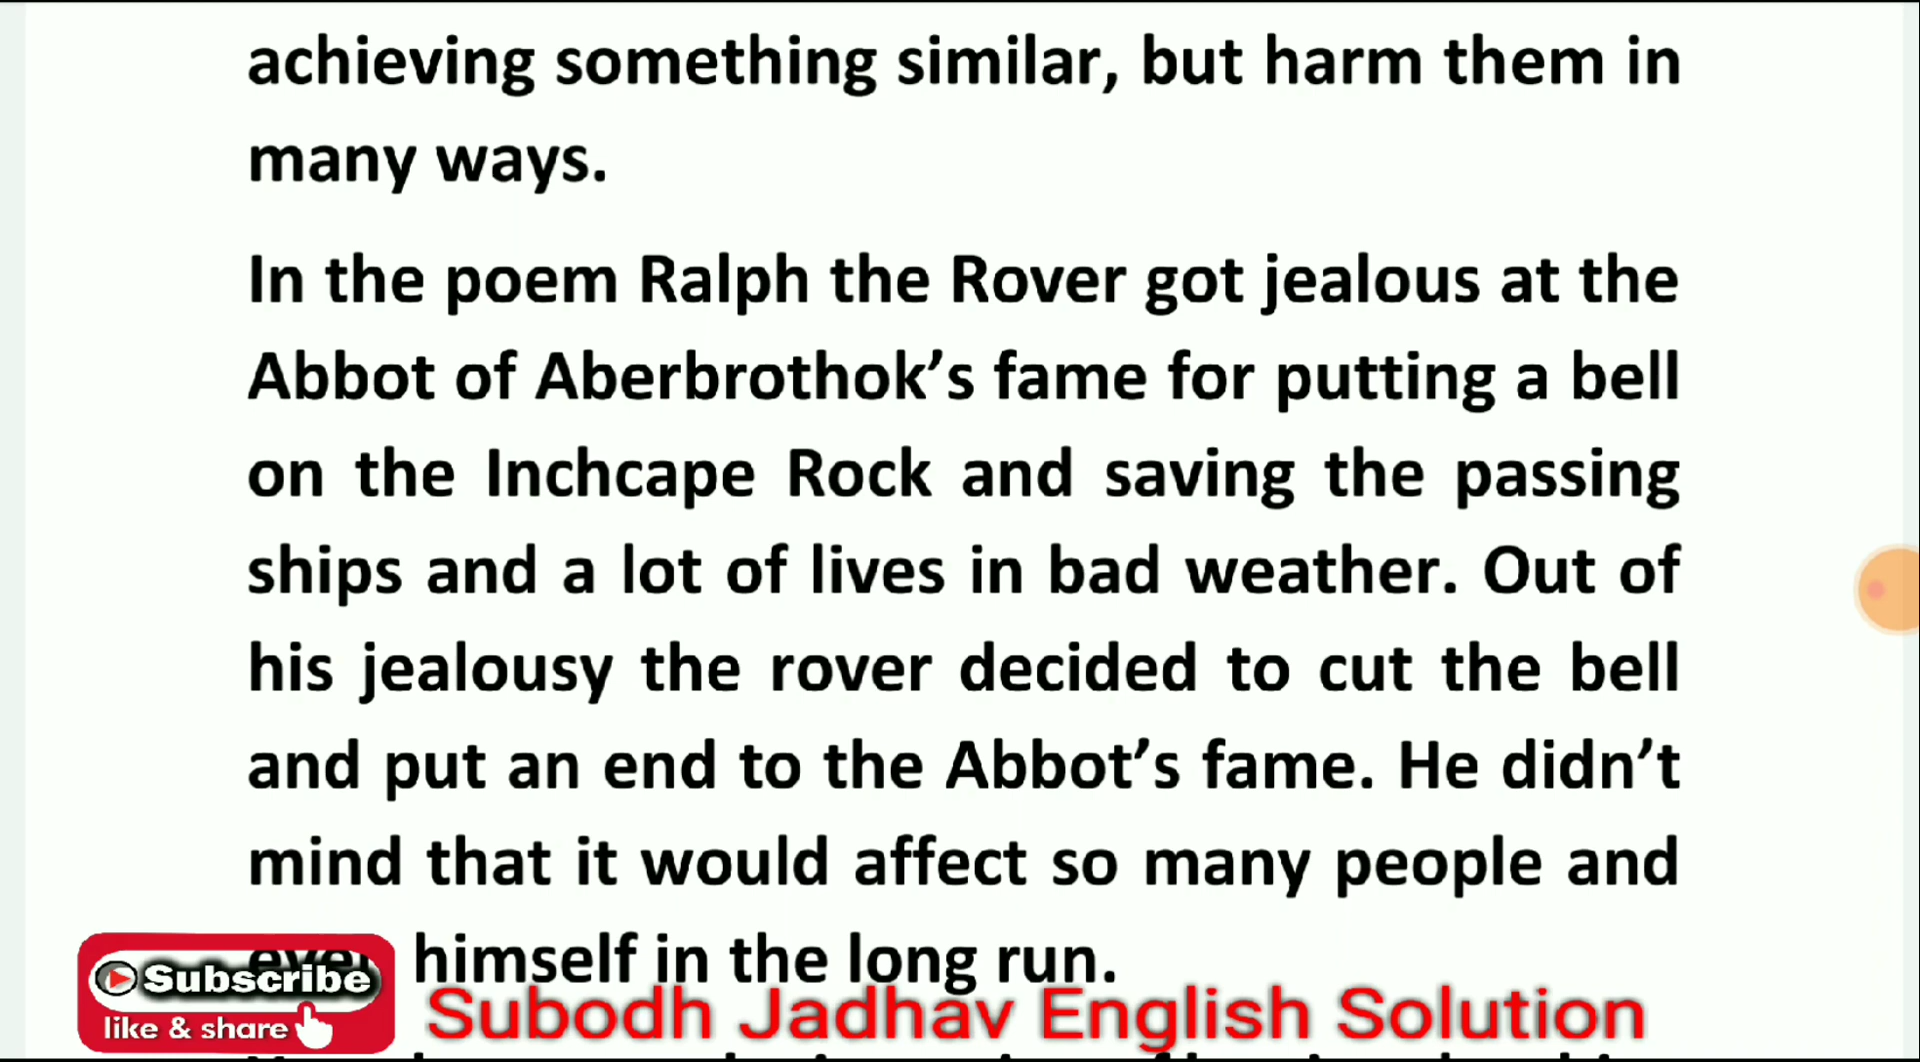 achieving something similar, but harm them in
many ways.
In the poem Ralph the Rover got jealous at the
Abbot of Aberbrothok’s fame for putting a bell
on the Inchcape Rock and saving the passing
ships and a lot of lives in bad weather. Out of
his jealousy the rover decided to cut the bell
and put an end to the Abbot’s fame. He didn’t
mind that it would affect so many people and
even himself in the long run.
Subscribe
like & share
Subodh Jadhav English Solution